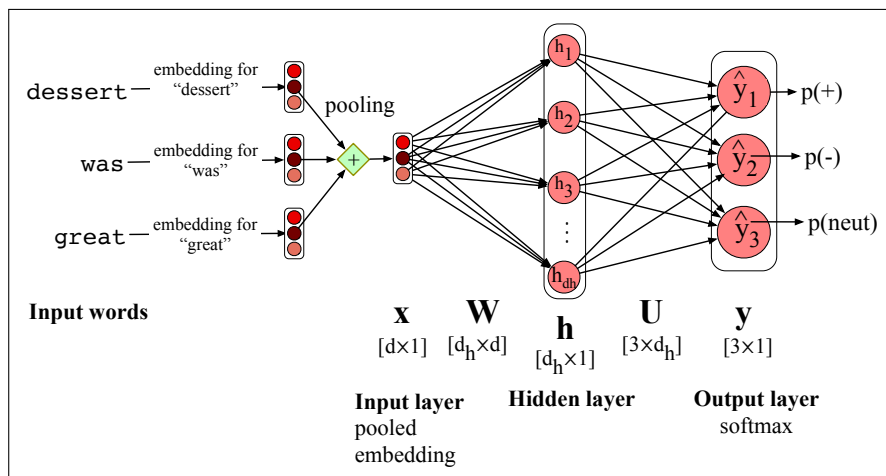 dessert
embedding for
"dessert"
pooling
was
embedding for
"was"
+
great
embedding for
"great"
h1
h2
h3
⋮
hdh
ŷ1
ŷ2
ŷ3
p(+)
p(-)
p(neut)
Input words
x
W
h
U
y
[d×1]
[dh×d]
[dh×1]
[3×dh]
[3×1]
Input layer
pooled
embedding
Hidden layer
Output layer
softmax